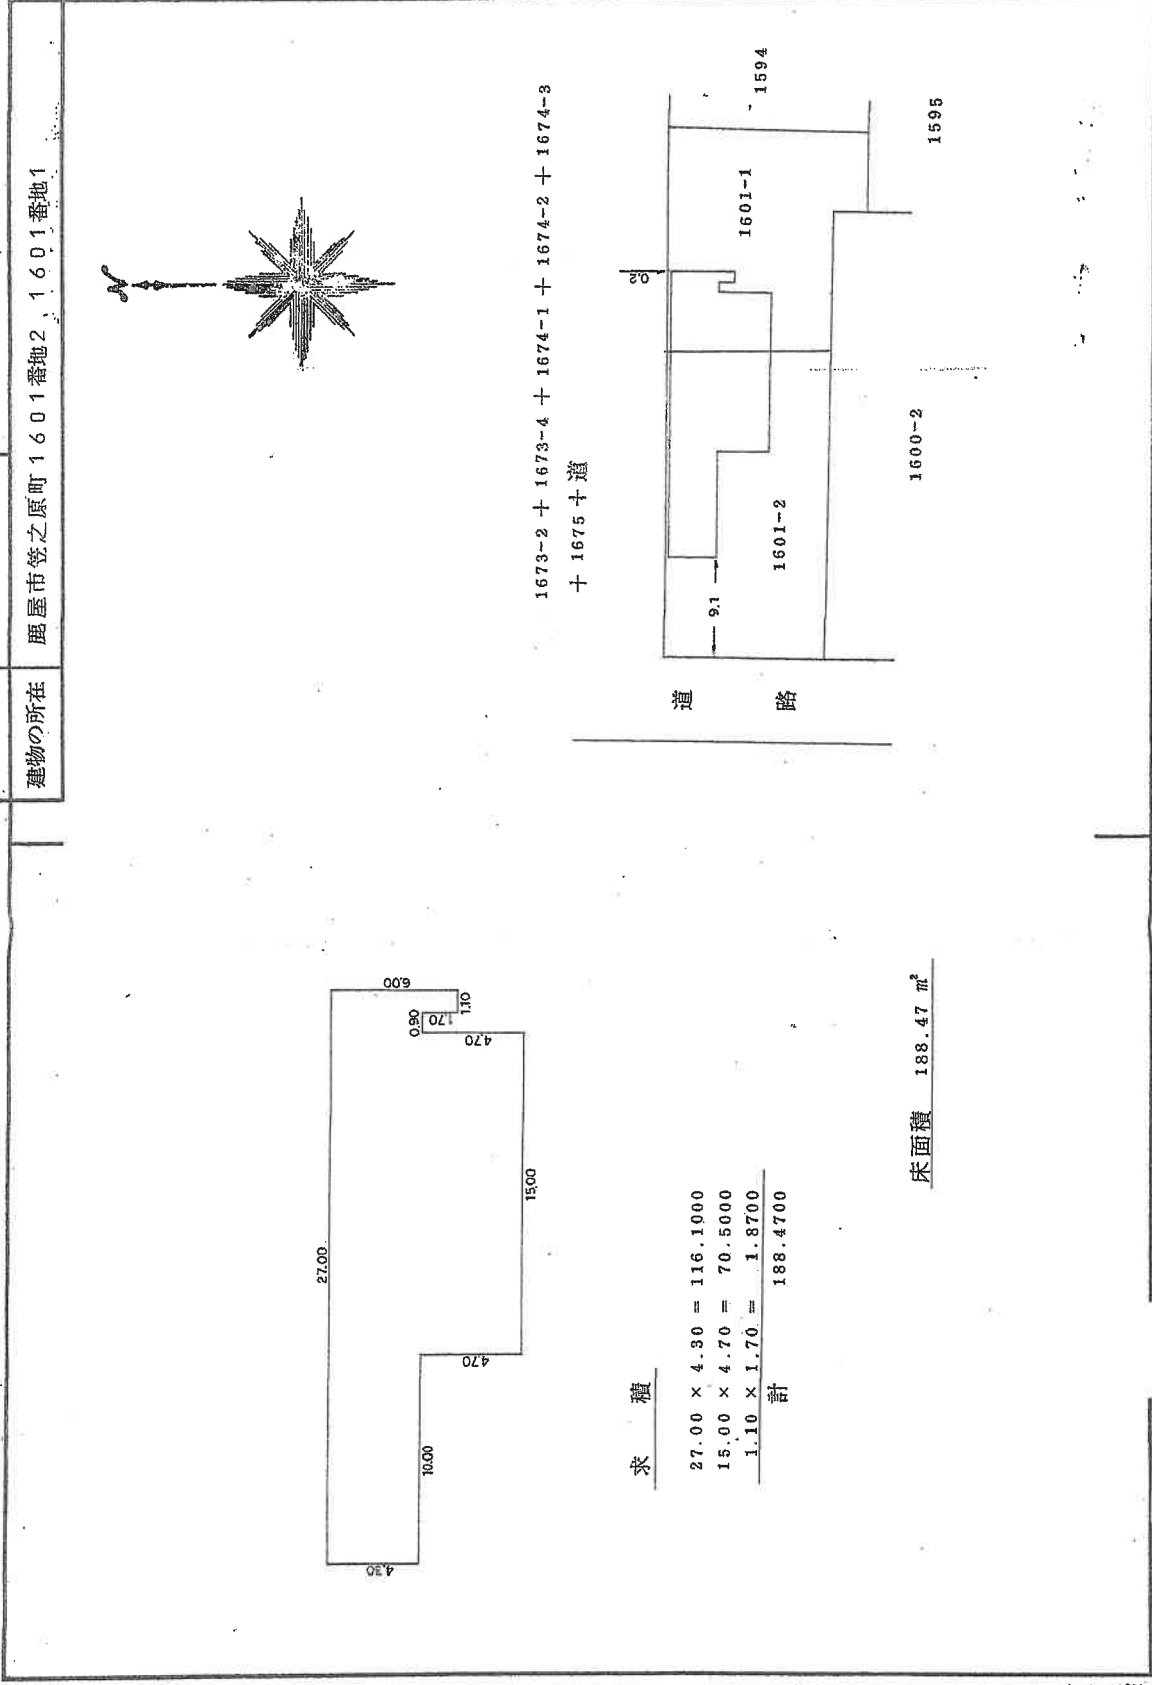 建物の所在 鹿屋市笠之原町1601番地2、1601番地1
N
1673-2 + 1673-4 + 1674-1 + 1674-2 + 1674-3
+ 1675 + 道
0.2
1594
1601-1
1595
9.1
1601-2
1600-2
道
路
27.00
6.00
1.10
1.70
0.90
4.70
15.00
4.70
10.00
4.30
求 積
27.00 × 4.30 = 116.1000
15.00 × 4.70 = 70.5000
1.10 × 1.70 = 1.8700
計 188.4700
床面積 188.47 ㎡